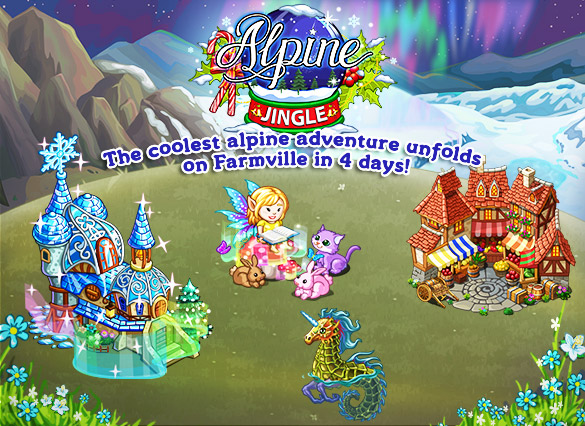 Alpine
JINGLE
The coolest alpine adventure unfolds
on Farmville in 4 days!